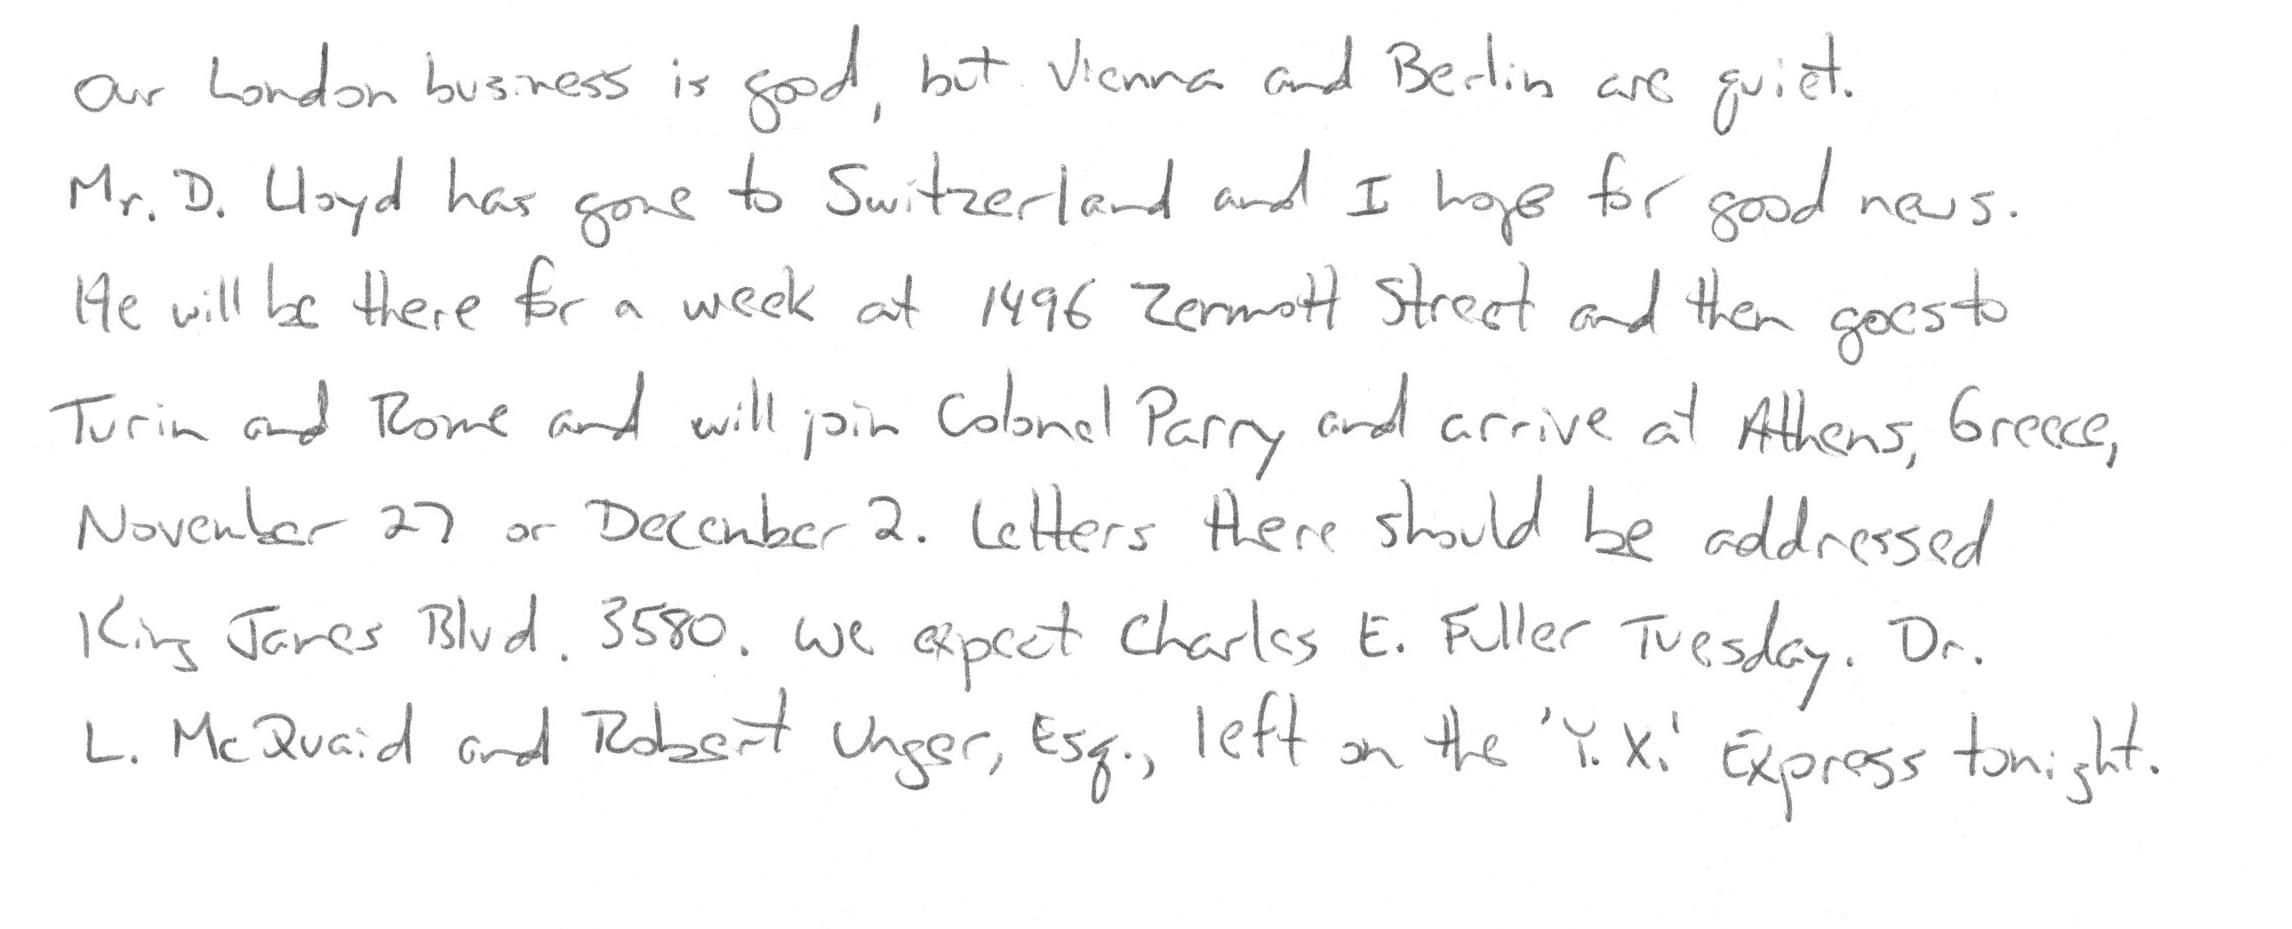 Our London business is good, but Vienna and Berlin are quiet.
Mr. D. Lloyd has gone to Switzerland and I hope for good news.
He will be there for a week at 1496 Zermott Street and then goes to
Turin and Rome and will join Colonel Parry and arrive at Athens, Greece,
November 27 or December 2. Letters there should be addressed
King James Blvd. 3580. We expect Charles E. Fuller Tuesday. Dr.
L. McQuaid and Robert Unger, Esq., left on the 'Y.X.' Express tonight.